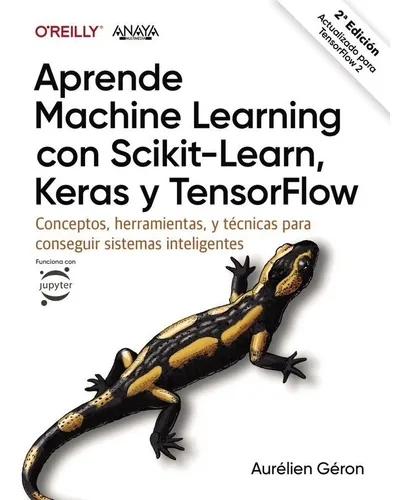 O'REILLY®
ANAYA
MULTIMEDIA
2ª Edición
Actualizado para
TensorFlow 2
Aprende
Machine Learning
con Scikit-Learn,
Keras y TensorFlow
Conceptos, herramientas, y técnicas para
conseguir sistemas inteligentes
Funciona con
jupyter
Aurélien Géron